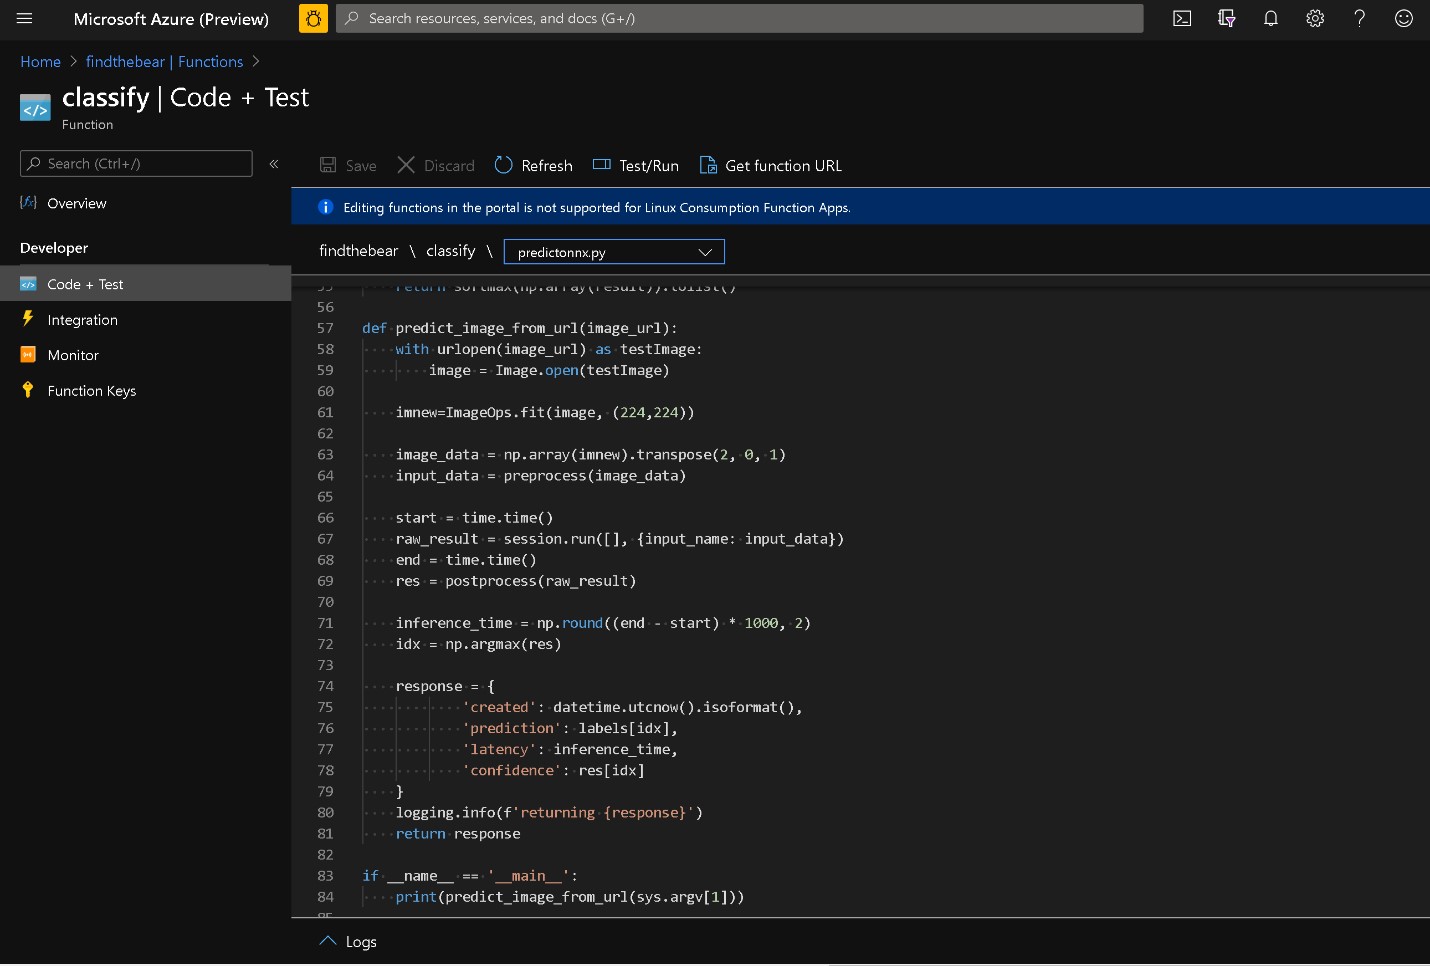 Microsoft Azure (Preview)
Search resources, services, and docs (G+/)
Home > findthebear | Functions >
classify | Code + Test
Function
Search (Ctrl+/)
«
Overview
Developer
Code + Test
Integration
Monitor
Function Keys
Save Discard Refresh Test/Run Get function URL
Editing functions in the portal is not supported for Linux Consumption Function Apps.
findthebear \ classify \ predictonnx.py
55 return softmax(np.array(result)).tolist()
56
57 def predict_image_from_url(image_url):
58 with urlopen(image_url) as testImage:
59 image = Image.open(testImage)
60
61 imnew=ImageOps.fit(image, (224,224))
62
63 image_data = np.array(imnew).transpose(2, 0, 1)
64 input_data = preprocess(image_data)
65
66 start = time.time()
67 raw_result = session.run([], {input_name: input_data})
68 end = time.time()
69 res = postprocess(raw_result)
70
71 inference_time = np.round((end - start) * 1000, 2)
72 idx = np.argmax(res)
73
74 response = {
75 'created': datetime.utcnow().isoformat(),
76 'prediction': labels[idx],
77 'latency': inference_time,
78 'confidence': res[idx]
79 }
80 logging.info(f'returning {response}')
81 return response
82
83 if __name__ == '__main__':
84 print(predict_image_from_url(sys.argv[1]))
85
Logs